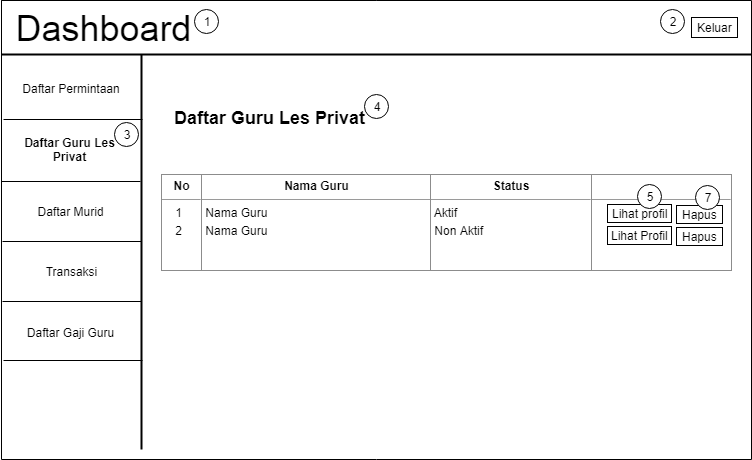 Dashboard 1
2 Keluar
Daftar Permintaan
Daftar Guru Les 3
Privat
Daftar Murid
Transaksi
Daftar Gaji Guru
Daftar Guru Les Privat 4
No Nama Guru Status
1 Nama Guru Aktif 5 Lihat profil 7 Hapus
2 Nama Guru Non Aktif Lihat Profil Hapus